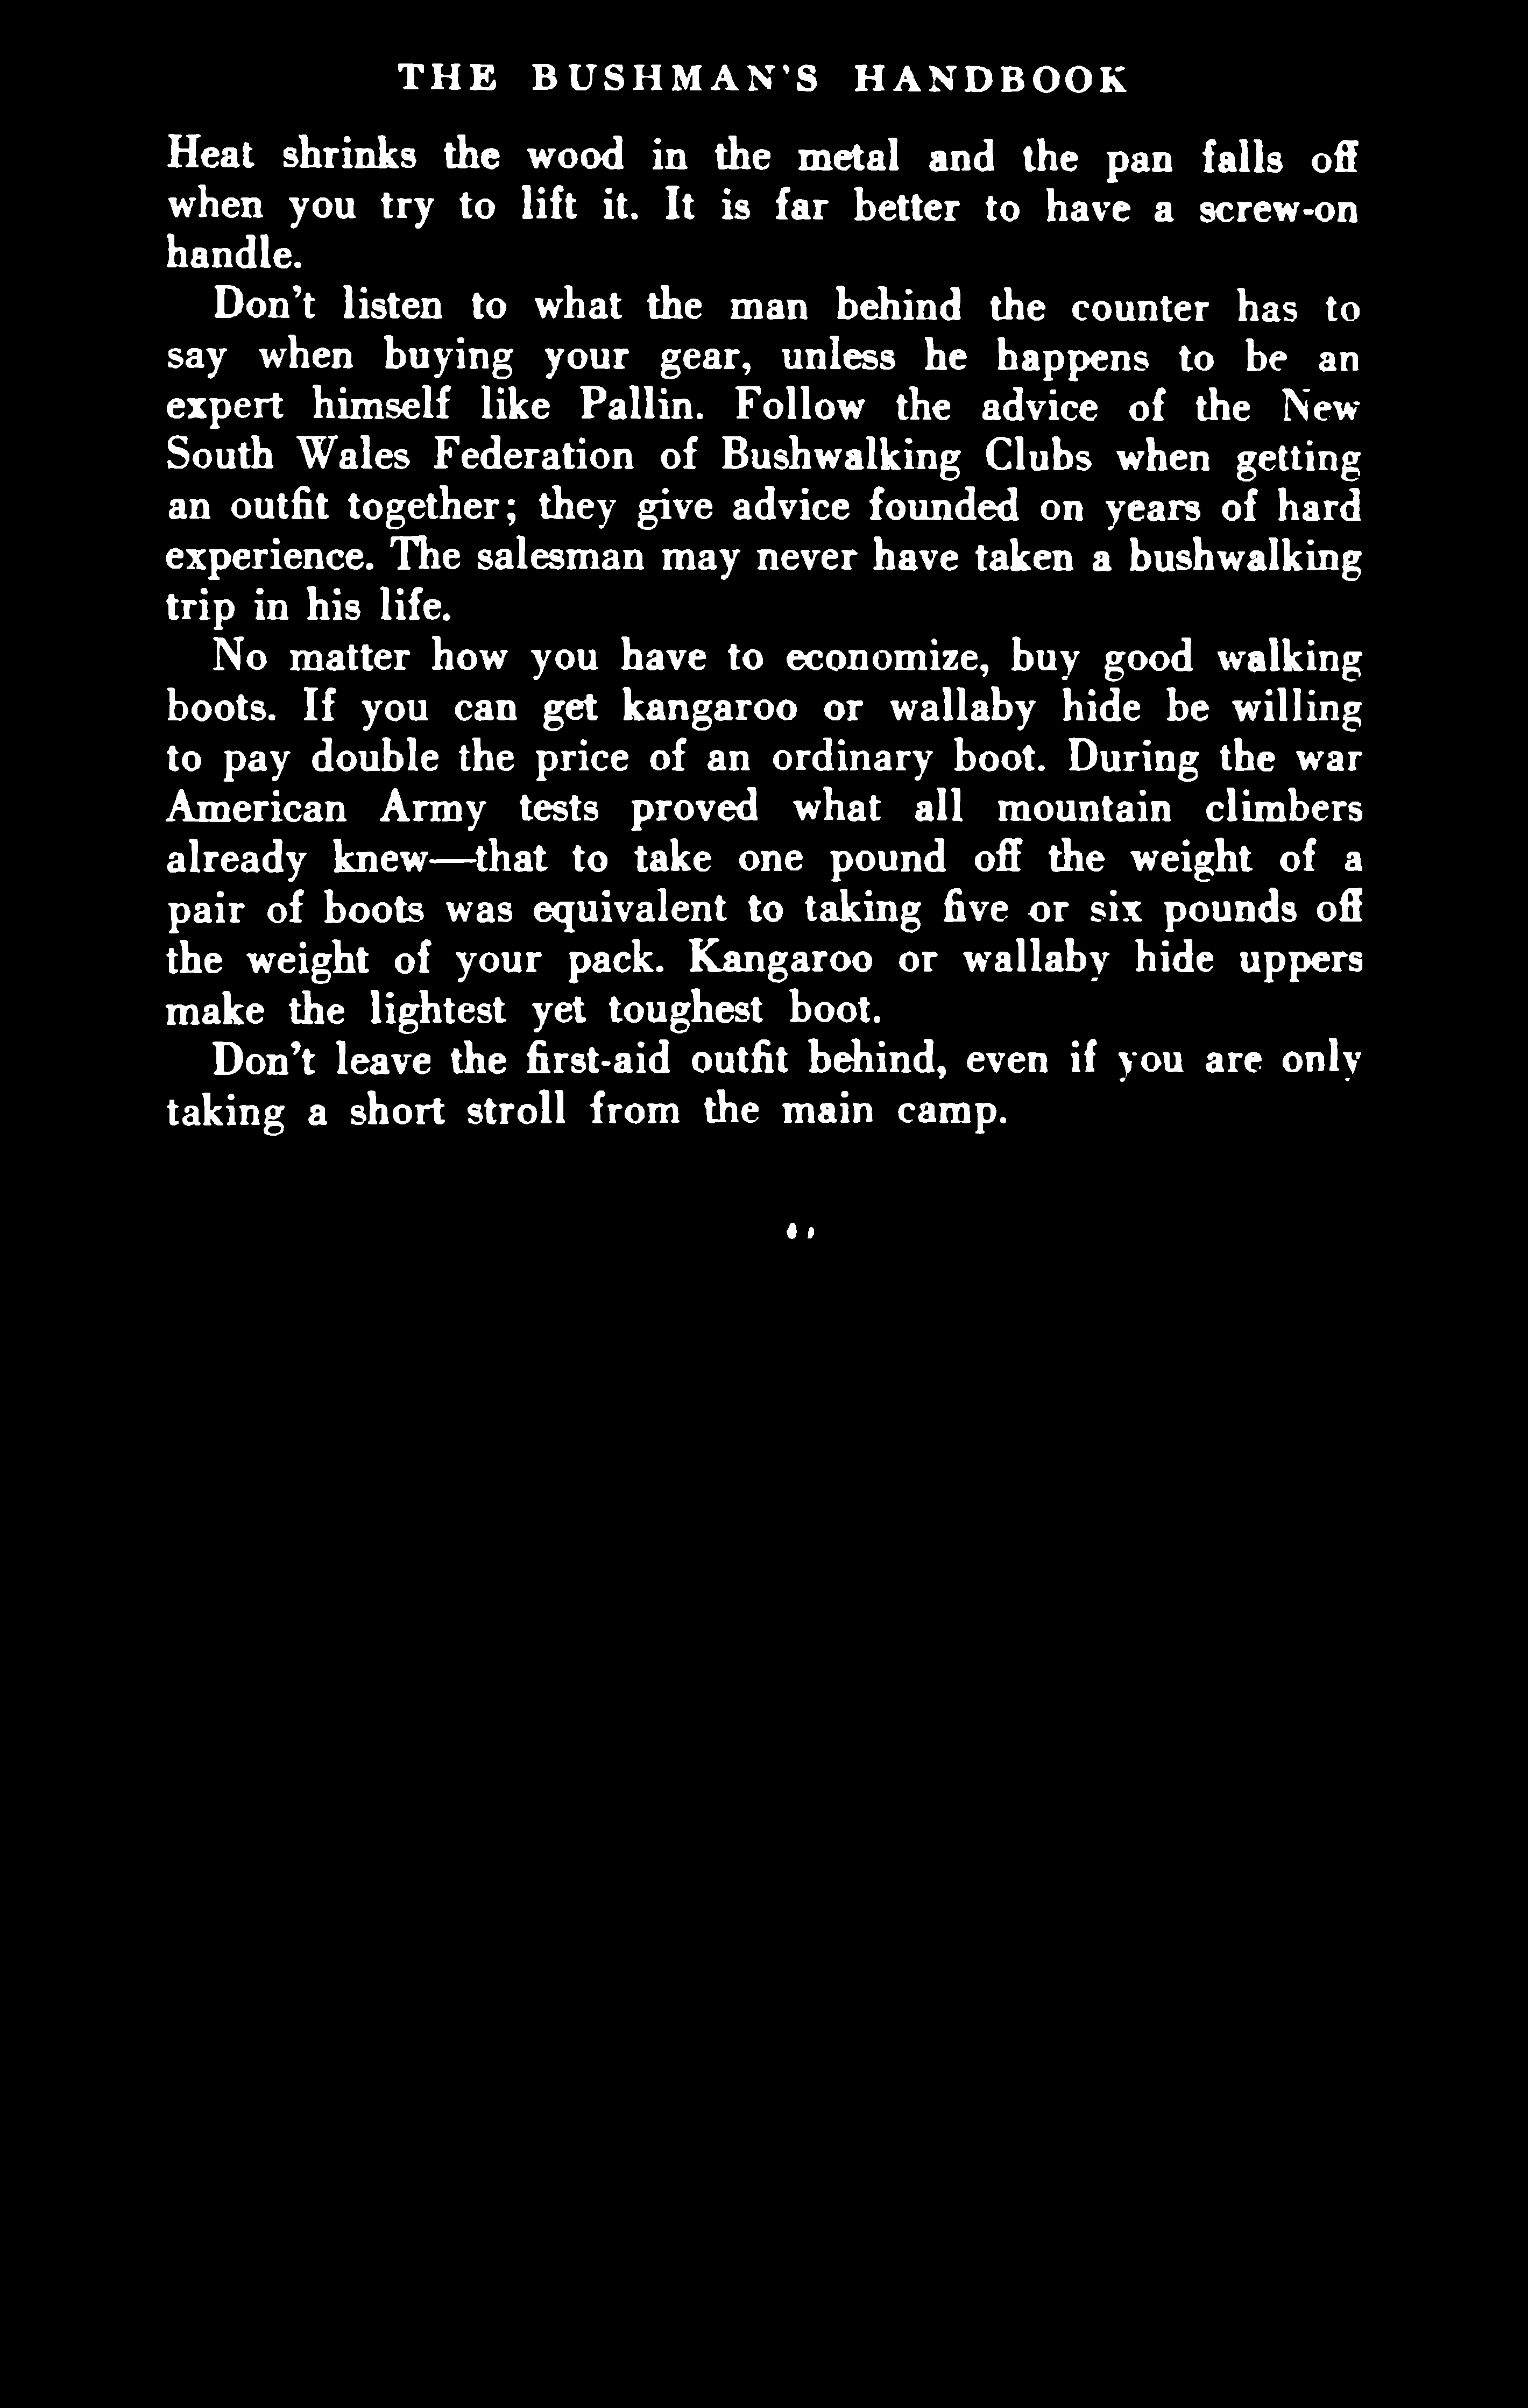 THE BUSHMAN'S HANDBOOK
Heat shrinks the wood in the metal and the pan falls off
when you try to lift it. It is far better to have a screw-on
handle.
Don't listen to what the man behind the counter has to
say when buying your gear, unless he happens to be an
expert himself like Pallin. Follow the advice of the New
South Wales Federation of Bushwalking Clubs when getting
an outfit together; they give advice founded on years of hard
experience. The salesman may never have taken a bushwalking
trip in his life.
No matter how you have to economize, buy good walking
boots. If you can get kangaroo or wallaby hide be willing
to pay double the price of an ordinary boot. During the war
American Army tests proved what all mountain climbers
already knew—that to take one pound off the weight of a
pair of boots was equivalent to taking five or six pounds off
the weight of your pack. Kangaroo or wallaby hide uppers
make the lightest yet toughest boot.
Don't leave the first-aid outfit behind, even if you are only
taking a short stroll from the main camp.